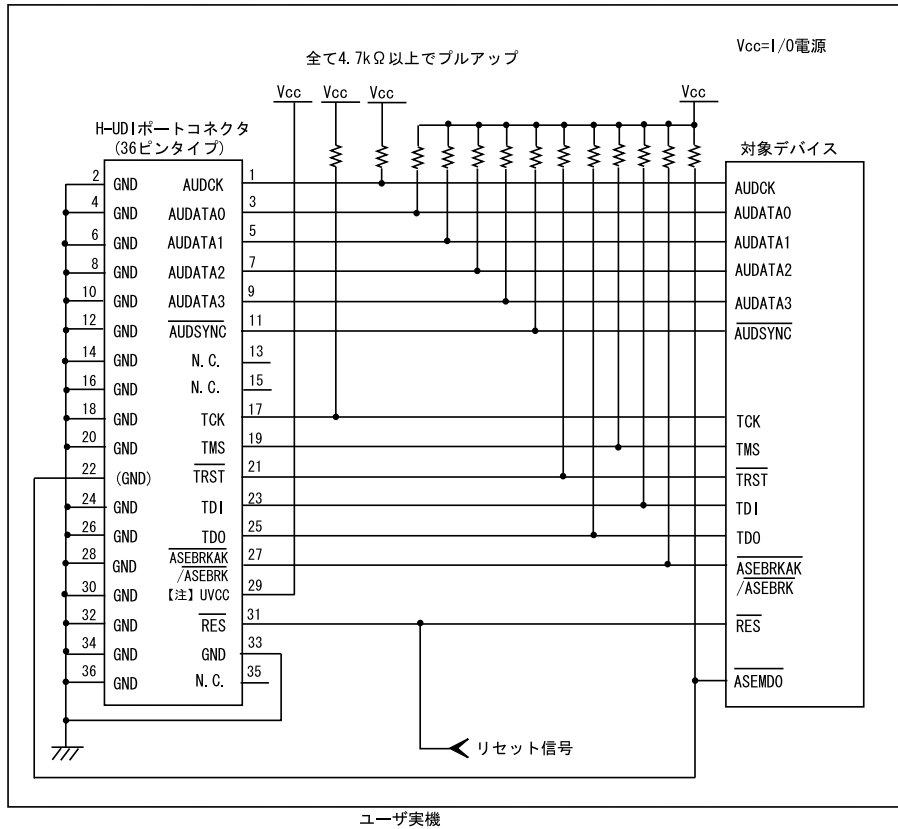 Vcc=I/O電源
全て4.7kΩ以上でプルアップ
Vcc Vcc Vcc Vcc
H-UDIポートコネクタ
(36ピンタイプ)
対象デバイス
2 GND AUDCK 1 AUDCK
4 GND AUDATA0 3 AUDATA0
6 GND AUDATA1 5 AUDATA1
8 GND AUDATA2 7 AUDATA2
10 GND AUDATA3 9 AUDATA3
12 GND AUDSYNC 11 AUDSYNC
14 GND N.C. 13
16 GND N.C. 15
18 GND TCK 17 TCK
20 GND TMS 19 TMS
22 (GND) TRST 21 TRST
24 GND TDI 23 TDI
26 GND TDO 25 TDO
28 GND ASEBRKAK 27 ASEBRKAK
/ASEBRK /ASEBRK
30 GND 【注】UVCC 29
32 GND RES 31 RES
34 GND GND 33
36 GND N.C. 35 ASEMD0
リセット信号
ユーザ実機